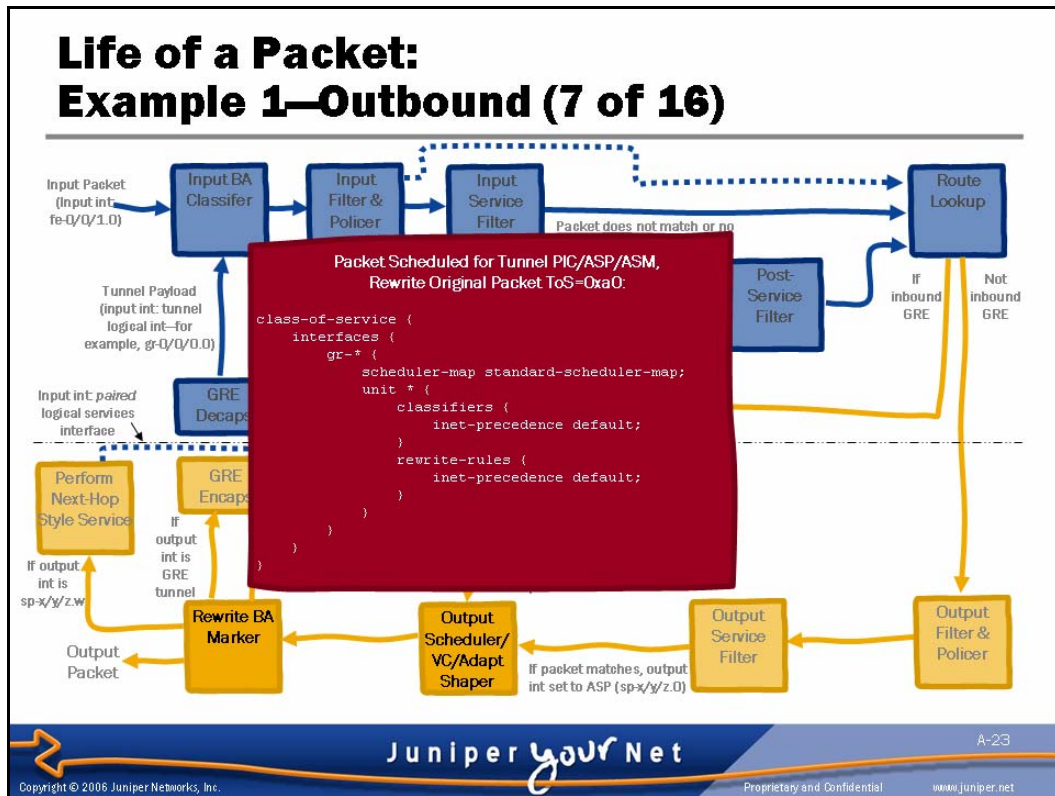 Life of a Packet:
Example 1—Outbound (7 of 16)
Input Packet
(Input int:
fe-0/0/1.0)
Input BA
Classifer
Input
Filter &
Policer
Input
Service
Filter
Route
Lookup
Packet does not match or no
Tunnel Payload
(input int: tunnel
logical int—for
example, gr-0/0/0.0)
Post-
Service
Filter
If
inbound
GRE
Not
inbound
GRE
Packet Scheduled for Tunnel PIC/ASP/ASM,
Rewrite Original Packet ToS=0xa0:
class-of-service {
interfaces {
gr-* {
scheduler-map standard-scheduler-map;
unit * {
classifiers {
inet-precedence default;
}
rewrite-rules {
inet-precedence default;
}
}
}
}
}
Input int: paired
logical services
interface
GRE
Decaps
Perform
Next-Hop
Style Service
GRE
Encaps
If
output
int is
GRE
tunnel
If output
int is
sp-x/y/z.w
Rewrite BA
Marker
Output
Packet
Output
Scheduler/
VC/Adapt
Shaper
If packet matches, output
int set to ASP (sp-x/y/z.0)
Output
Service
Filter
Output
Filter &
Policer
Juniper your Net
A-23
Copyright © 2006 Juniper Networks, Inc.
Proprietary and Confidential
www.juniper.net